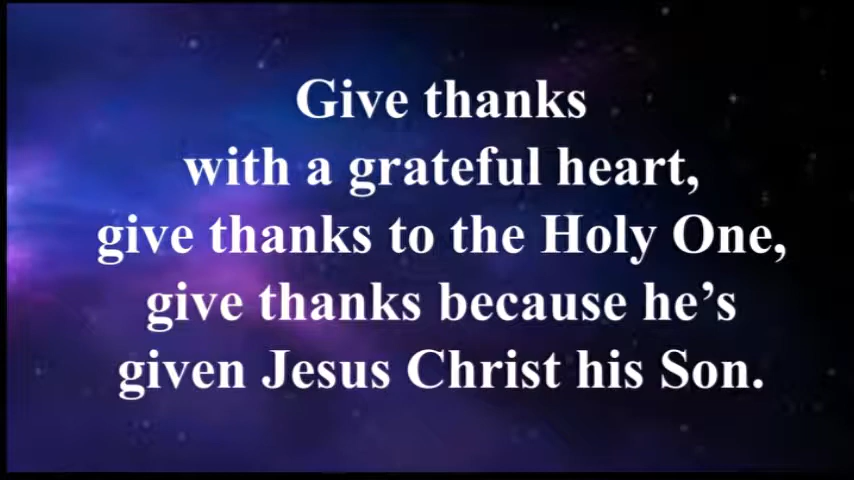 Give thanks
with a grateful heart,
give thanks to the Holy One,
give thanks because he’s
given Jesus Christ his Son.